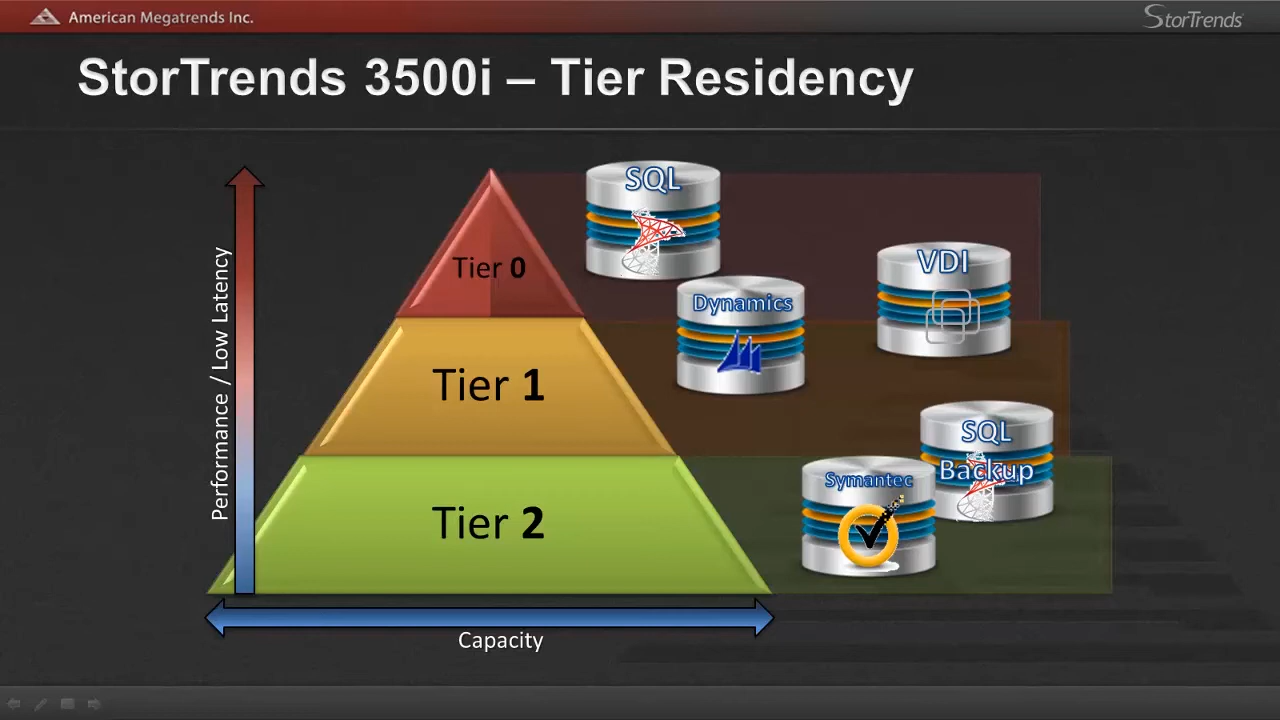 American Megatrends Inc.
StorTrends
StorTrends 3500i – Tier Residency
Performance / Low Latency
Tier 0
Tier 1
Tier 2
Capacity
SQL
Dynamics
VDI
SQL
Backup
Symantec